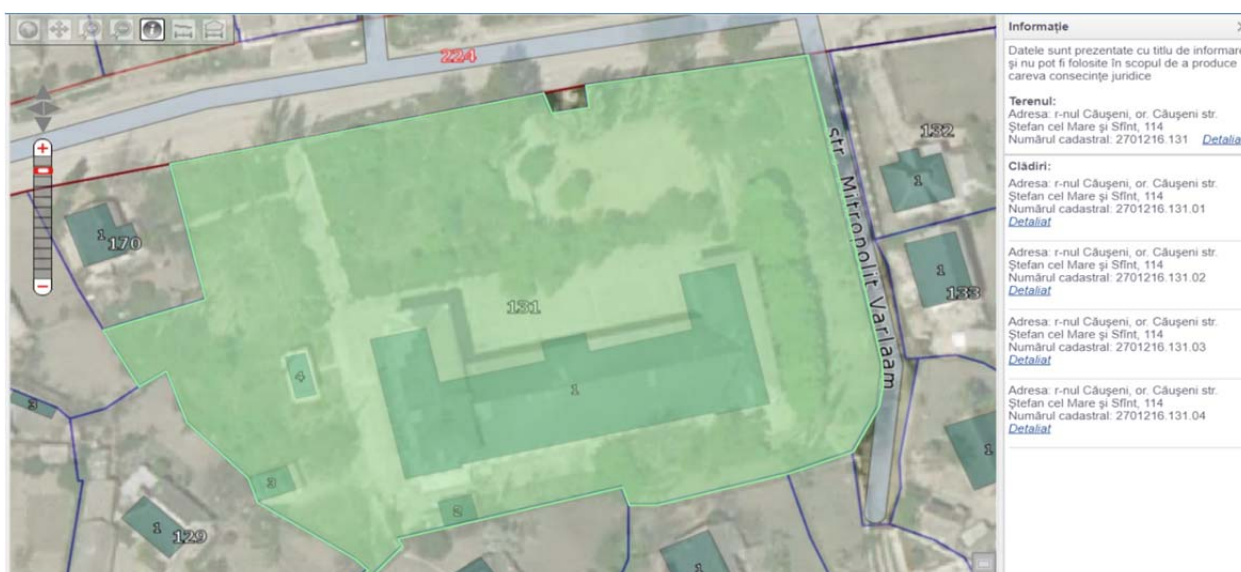 224
132
1
Str. Mitropolit Varlaam
1
170
1
133
131
4
1
3
3
2
1
129
1
1
Informație
Datele sunt prezentate cu titlu de informare
și nu pot fi folosite în scopul de a produce
careva consecințe juridice
Terenul:
Adresa: r-nul Căușeni, or. Căușeni str.
Ștefan cel Mare și Sfînt, 114
Numărul cadastral: 2701216.131 Detalia
Clădiri:
Adresa: r-nul Căușeni, or. Căușeni str.
Ștefan cel Mare și Sfînt, 114
Numărul cadastral: 2701216.131.01
Detaliat
Adresa: r-nul Căușeni, or. Căușeni str.
Ștefan cel Mare și Sfînt, 114
Numărul cadastral: 2701216.131.02
Detaliat
Adresa: r-nul Căușeni, or. Căușeni str.
Ștefan cel Mare și Sfînt, 114
Numărul cadastral: 2701216.131.03
Detaliat
Adresa: r-nul Căușeni, or. Căușeni str.
Ștefan cel Mare și Sfînt, 114
Numărul cadastral: 2701216.131.04
Detaliat